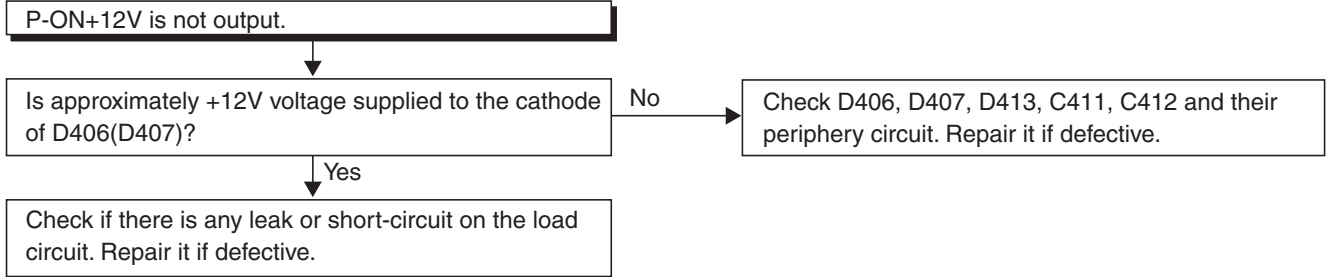 P-ON+12V is not output.
Is approximately +12V voltage supplied to the cathode
of D406(D407)?
No
Check D406, D407, D413, C411, C412 and their
periphery circuit. Repair it if defective.
Yes
Check if there is any leak or short-circuit on the load
circuit. Repair it if defective.